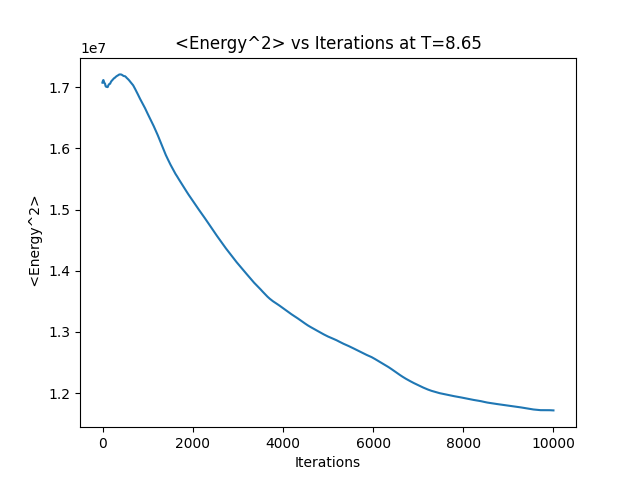 <Energy^2> vs Iterations at T=8.65
1e7
1.7
1.6
1.5
1.4
1.3
1.2
<Energy^2>
0 2000 4000 6000 8000 10000
Iterations